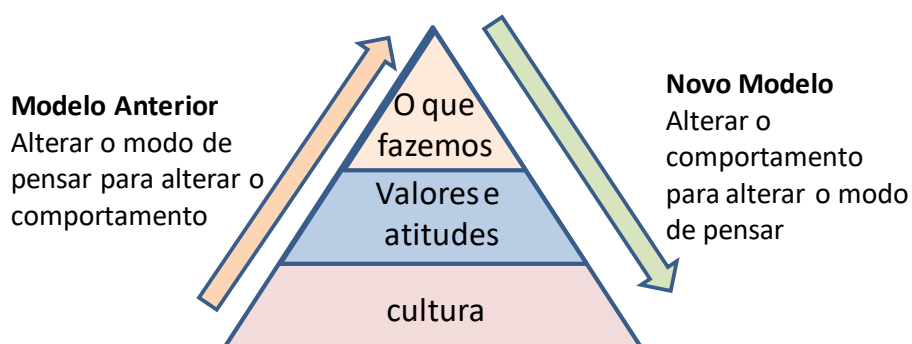 Modelo Anterior
Alterar o modo de
pensar para alterar o
comportamento
O que
fazemos
Valores e
atitudes
cultura
Novo Modelo
Alterar o
comportamento
para alterar o modo
de pensar